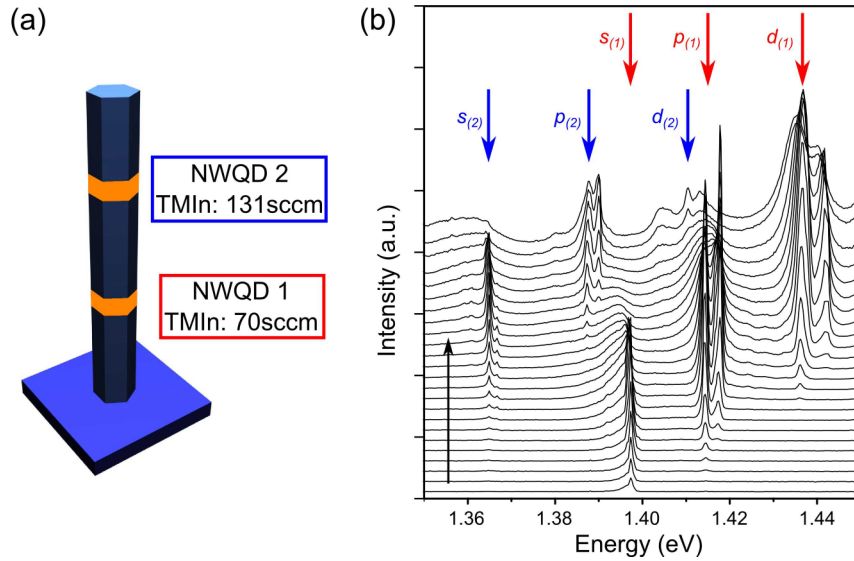 (a)
NWQD 2
TMIn: 131sccm
NWQD 1
TMIn: 70sccm
(b)
s(1)
p(1)
d(1)
s(2)
p(2)
d(2)
Intensity (a.u.)
1.36
1.38
1.40
1.42
1.44
Energy (eV)